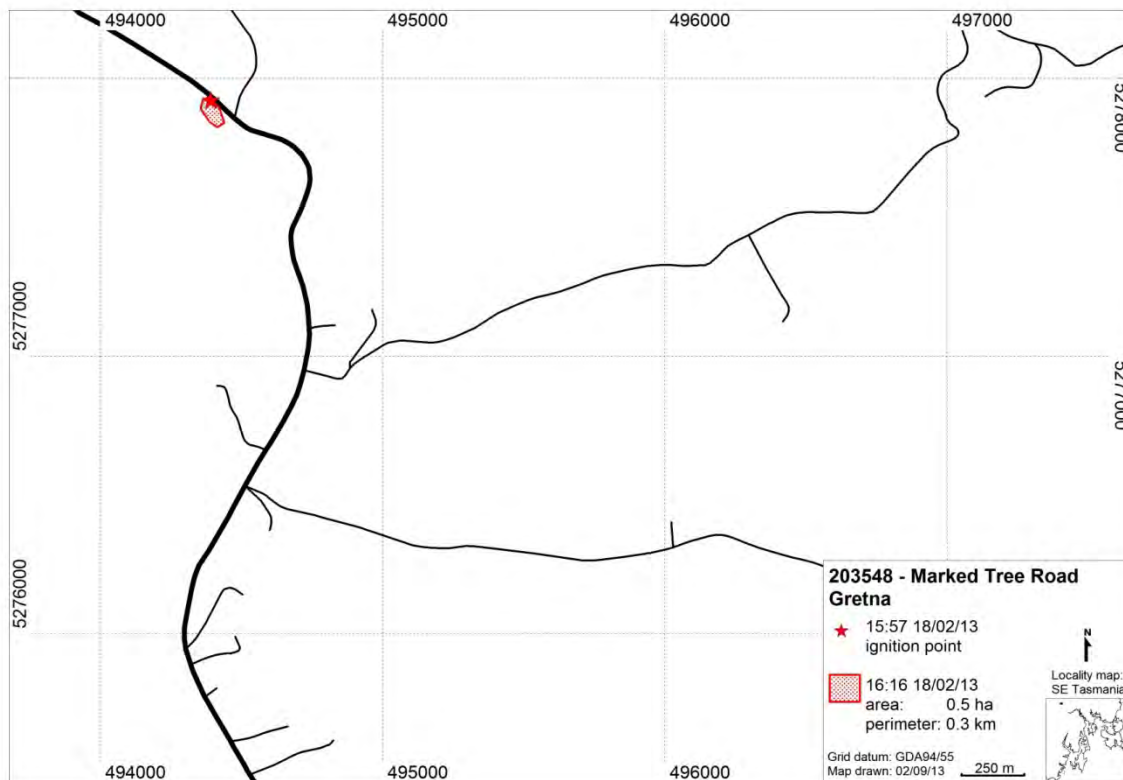 494000
495000
496000
497000
5278000
5277000
5277000
5276000
203548 - Marked Tree Road
Gretna
15:57 18/02/13
ignition point
16:16 18/02/13
area: 0.5 ha
perimeter: 0.3 km
N
Locality map:
SE Tasmania
Grid datum: GDA94/55
Map drawn: 02/09/13
250 m
494000
495000
496000